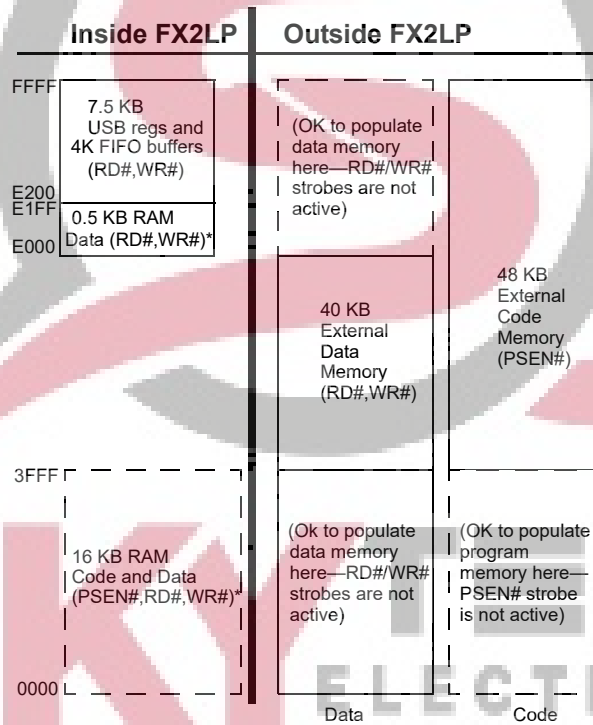 Inside FX2LP
Outside FX2LP
FFFF
7.5 KB
USB regs and
4K FIFO buffers
(RD#,WR#)
E200
E1FF
0.5 KB RAM
Data (RD#,WR#)*
E000
(OK to populate
data memory
here—RD#/WR#
strobes are not
active)
40 KB
External
Data
Memory
(RD#,WR#)
48 KB
External
Code
Memory
(PSEN#)
3FFF
16 KB RAM
Code and Data
(PSEN#,RD#,WR#)*
0000
(Ok to populate
data memory
here—RD#/WR#
strobes are not
active)
(OK to populate
program
memory here—
PSEN# strobe
is not active)
Data
Code
KY
TE
ELECT